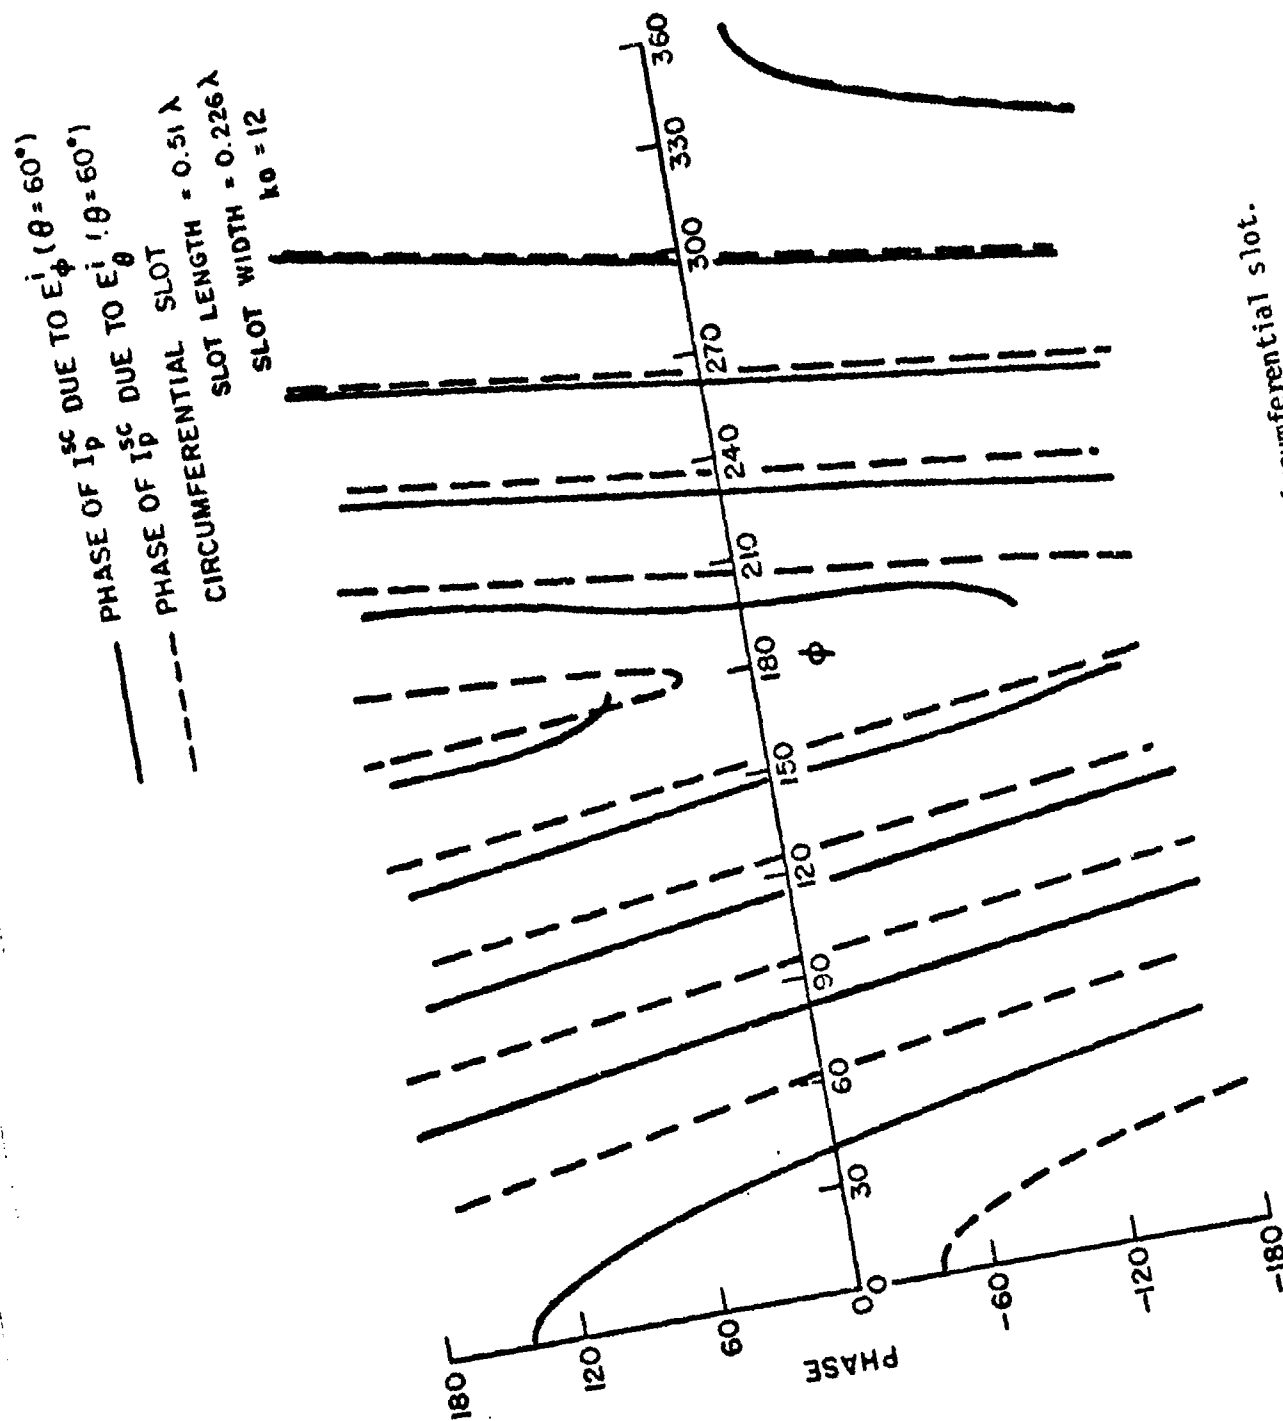 PHASE OF I_p^sc DUE TO E_ϕ^i (θ=60°)
PHASE OF I_p^sc DUE TO E_θ^i (θ=60°)
CIRCUMFERENTIAL SLOT
SLOT LENGTH = 0.51 λ
SLOT WIDTH = 0.226 λ
ka = 12
PHASE
180
120
60
0
-60
-120
-180
0
30
60
90
120
150
180
210
240
270
300
330
360
ϕ
slot.